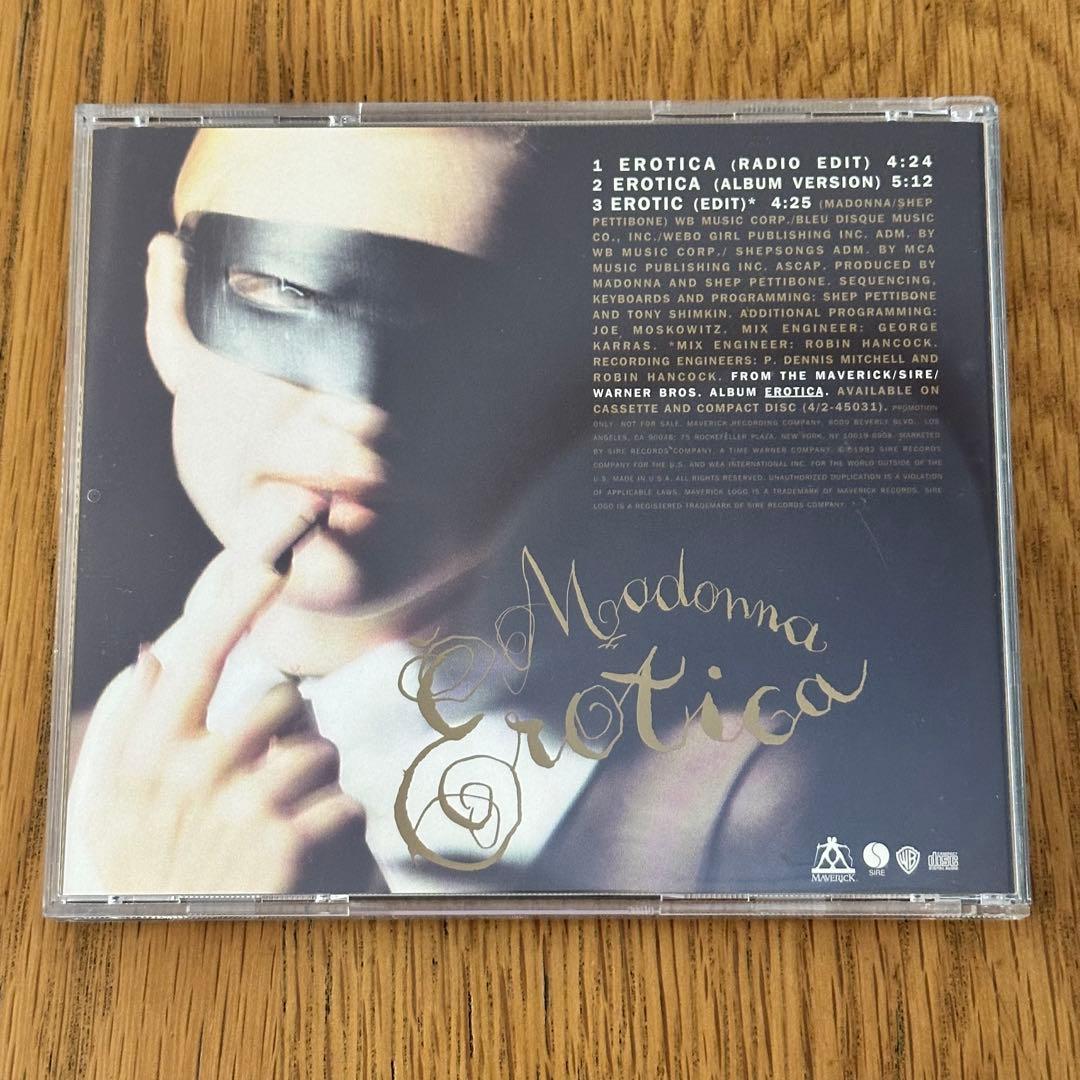 1 EROTICA (RADIO EDIT) 4:24
2 EROTICA (ALBUM VERSION) 5:12
3 EROTIC (EDIT)* 4:25 (MADONNA/SHEP
PETTIBONE) WB MUSIC CORP./BLEU DISQUE MUSIC
CO., INC./WEBO GIRL PUBLISHING INC. ADM. BY
WB MUSIC CORP./ SHEPSONGS ADM. BY MCA
MUSIC PUBLISHING INC. ASCAP. PRODUCED BY
MADONNA AND SHEP PETTIBONE. SEQUENCING,
KEYBOARDS AND PROGRAMMING: SHEP PETTIBONE
AND TONY SHIMKIN. ADDITIONAL PROGRAMMING:
JOE MOSKOWITZ. MIX ENGINEER: GEORGE
KARRAS. *MIX ENGINEER: ROBIN HANCOCK.
RECORDING ENGINEERS: P. DENNIS MITCHELL AND
ROBIN HANCOCK. FROM THE MAVERICK/SIRE/
WARNER BROS. ALBUM EROTICA. AVAILABLE ON
CASSETTE AND COMPACT DISC (4/2-45031). PROMOTION
ONLY. NOT FOR SALE. MAVERICK RECORDING COMPANY, 8000 BEVERLY BLVD., LOS
ANGELES, CA 90048; 75 ROCKEFELLER PLAZA, NEW YORK, NY 10019-6908. MARKETED
BY SIRE RECORDS COMPANY. A TIME WARNER COMPANY. © ℗1992 SIRE RECORDS
COMPANY FOR THE U.S. AND WEA INTERNATIONAL INC. FOR THE WORLD OUTSIDE OF THE
U.S. MADE IN U.S.A. ALL RIGHTS RESERVED. UNAUTHORIZED DUPLICATION IS A VIOLATION
OF APPLICABLE LAWS. MAVERICK LOGO IS A TRADEMARK OF MAVERICK RECORDS. SIRE
LOGO IS A REGISTERED TRADEMARK OF SIRE RECORDS COMPANY.
Madonna
Erotica
MAVERICK
SIRE
WB
COMPACT
disc
DIGITAL AUDIO